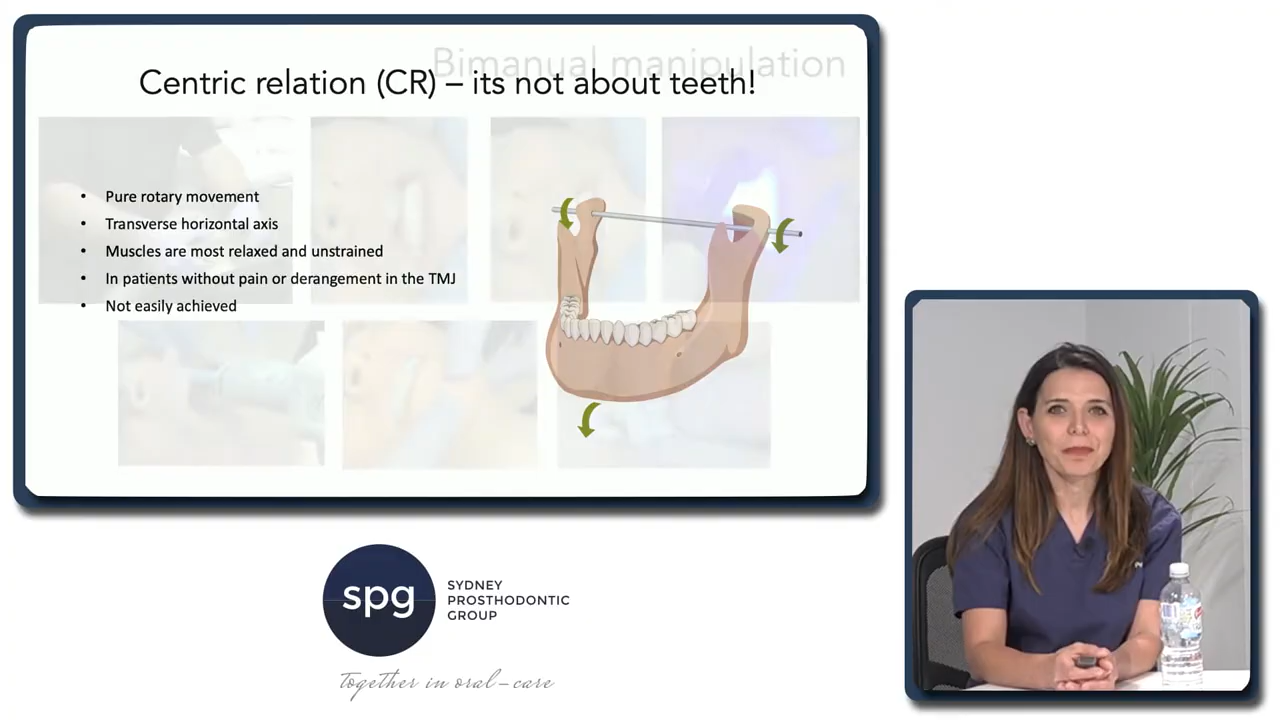 Bimanual manipulation
Centric relation (CR) – its not about teeth!
• Pure rotary movement
• Transverse horizontal axis
• Muscles are most relaxed and unstrained
• In patients without pain or derangement in the TMJ
• Not easily achieved
spg
SYDNEY
PROSTHODONTIC
GROUP
Together in oral-care